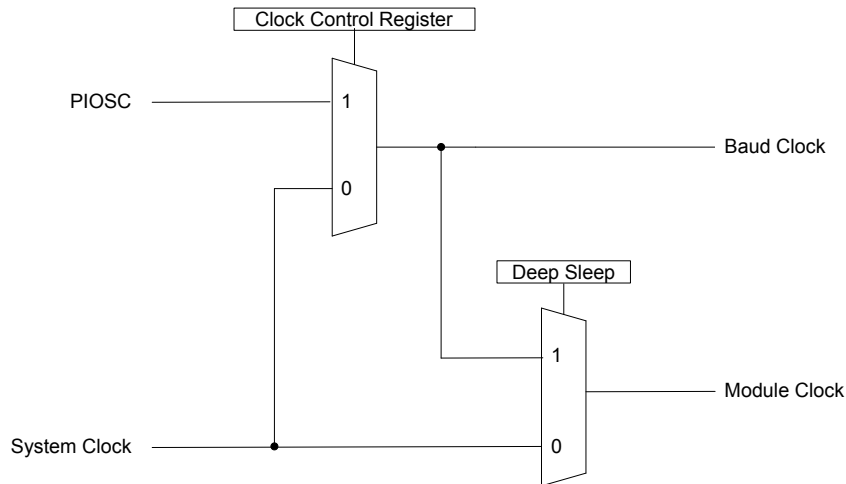 Clock Control Register
PIOSC
1
Baud Clock
0
Deep Sleep
1
Module Clock
System Clock
0